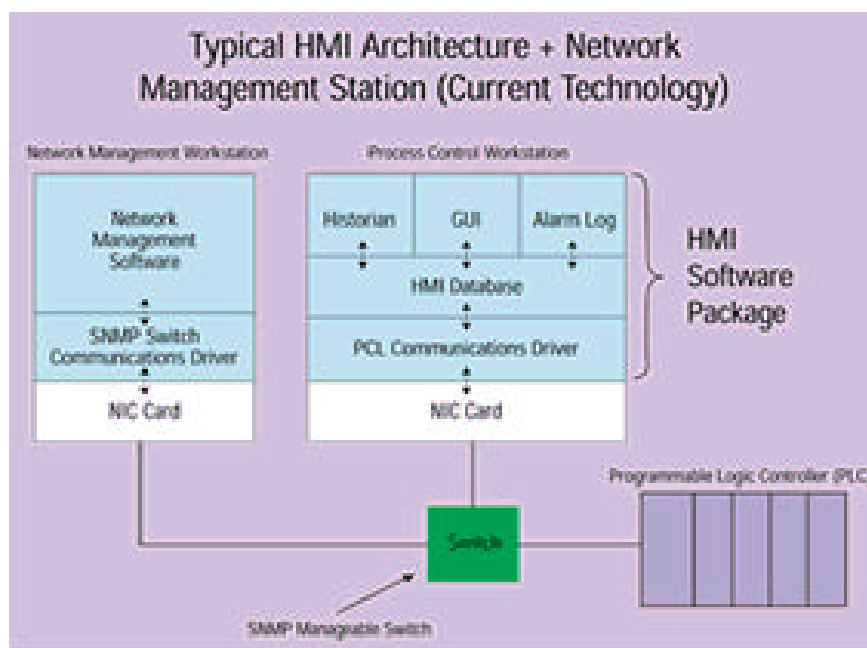 Typical HMI Architecture + Network
Management Station (Current Technology)
Network Management Workstation
Process Control Workstation
Network
Management
Software
SNMP Switch
Communications Driver
NIC Card
Historian
GUI
Alarm Log
HMI Database
PCL Communications Driver
NIC Card
HMI
Software
Package
Programmable Logic Controller (PLC
Switch
SNMP Manageable Switch